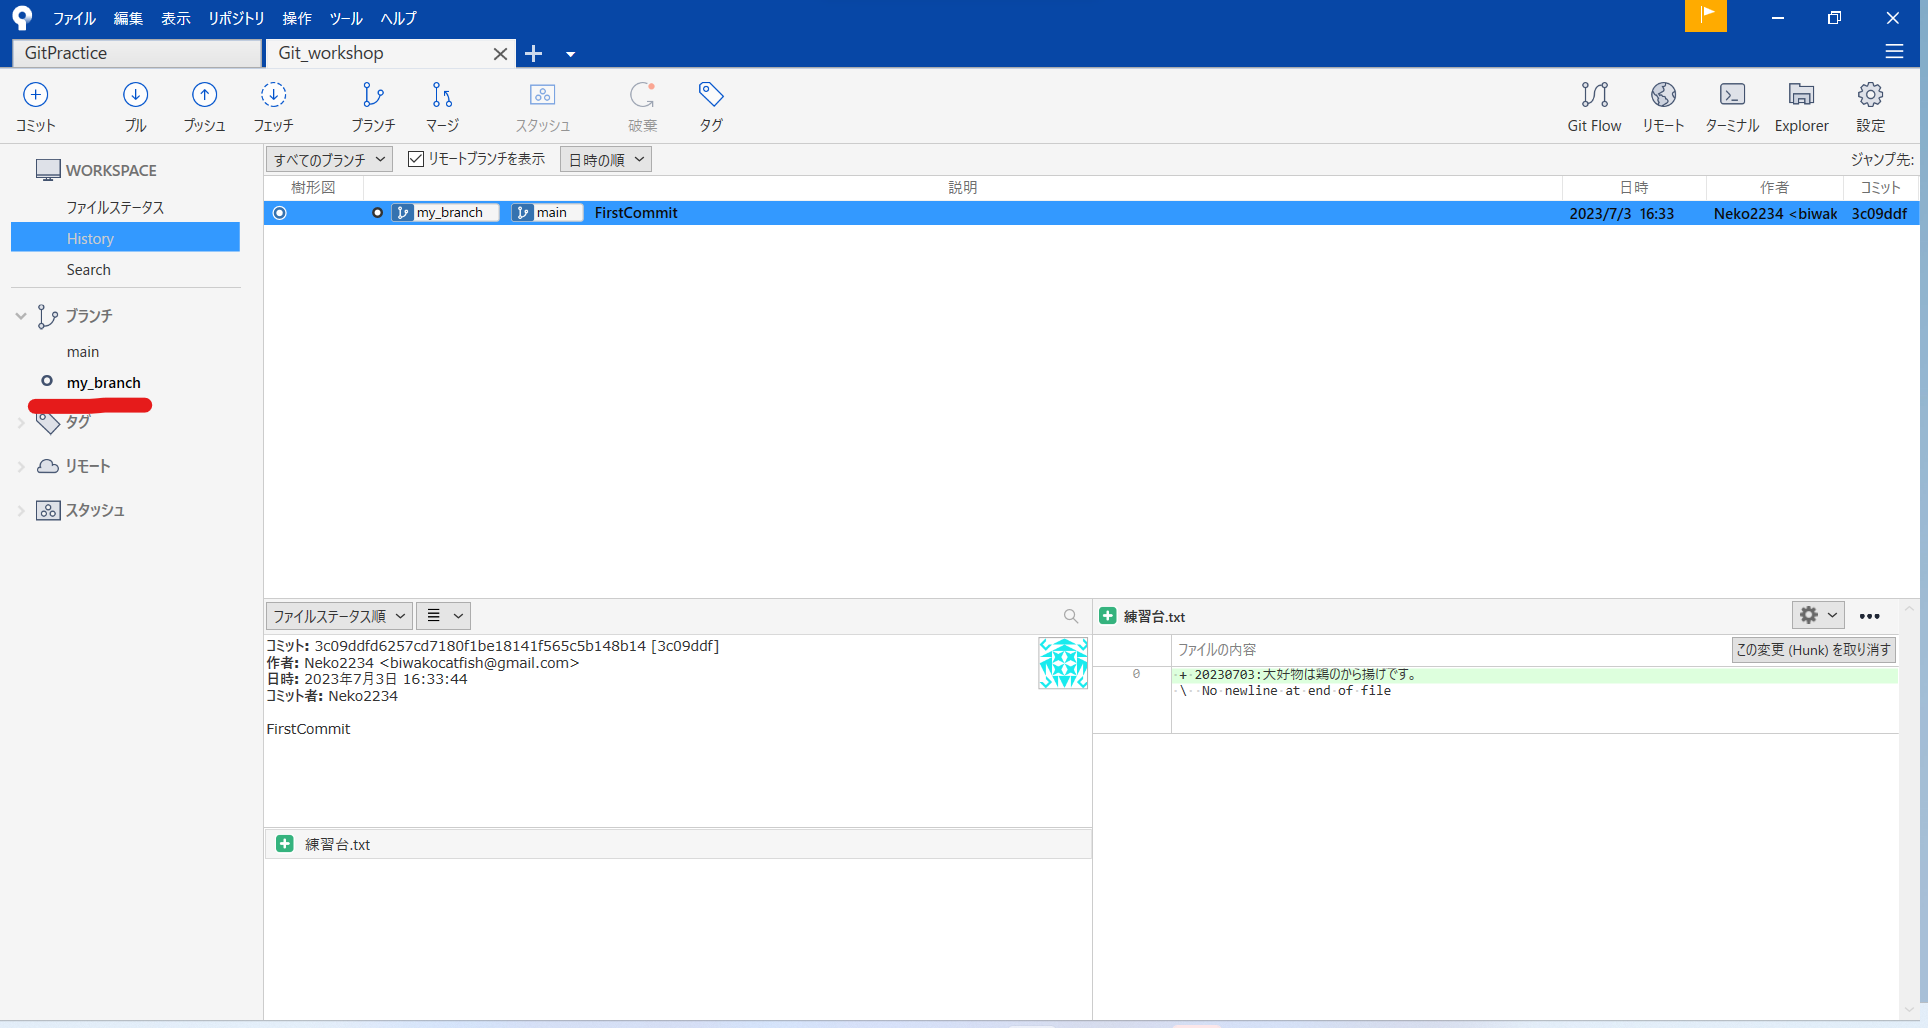 ファイル 編集 表示 リポジトリ 操作 ツール ヘルプ
GitPractice Git_workshop
コミット プル プッシュ フェッチ ブランチ マージ スタッシュ 破棄 タグ Git Flow リモート ターミナル Explorer 設定
WORKSPACE
ファイルステータス
History
Search
ブランチ
main
my_branch
タグ
リモート
スタッシュ
すべてのブランチ リモートブランチを表示 日時の順 ジャンプ先:
樹形図 説明 日時 作者 コミット
my_branch main FirstCommit 2023/7/3 16:33 Neko2234 <biwak 3c09ddf
ファイルステータス順
コミット: 3c09ddfd6257cd7180f1be18141f565c5b148b14 [3c09ddf]
作者: Neko2234 <biwakocatfish@gmail.com>
日時: 2023年7月3日 16:33:44
コミット者: Neko2234
FirstCommit
練習台.txt
練習台.txt
ファイルの内容 この変更 (Hunk) を取り消す
0 + 20230703:大好物は鶏のから揚げです。
\ No newline at end of file